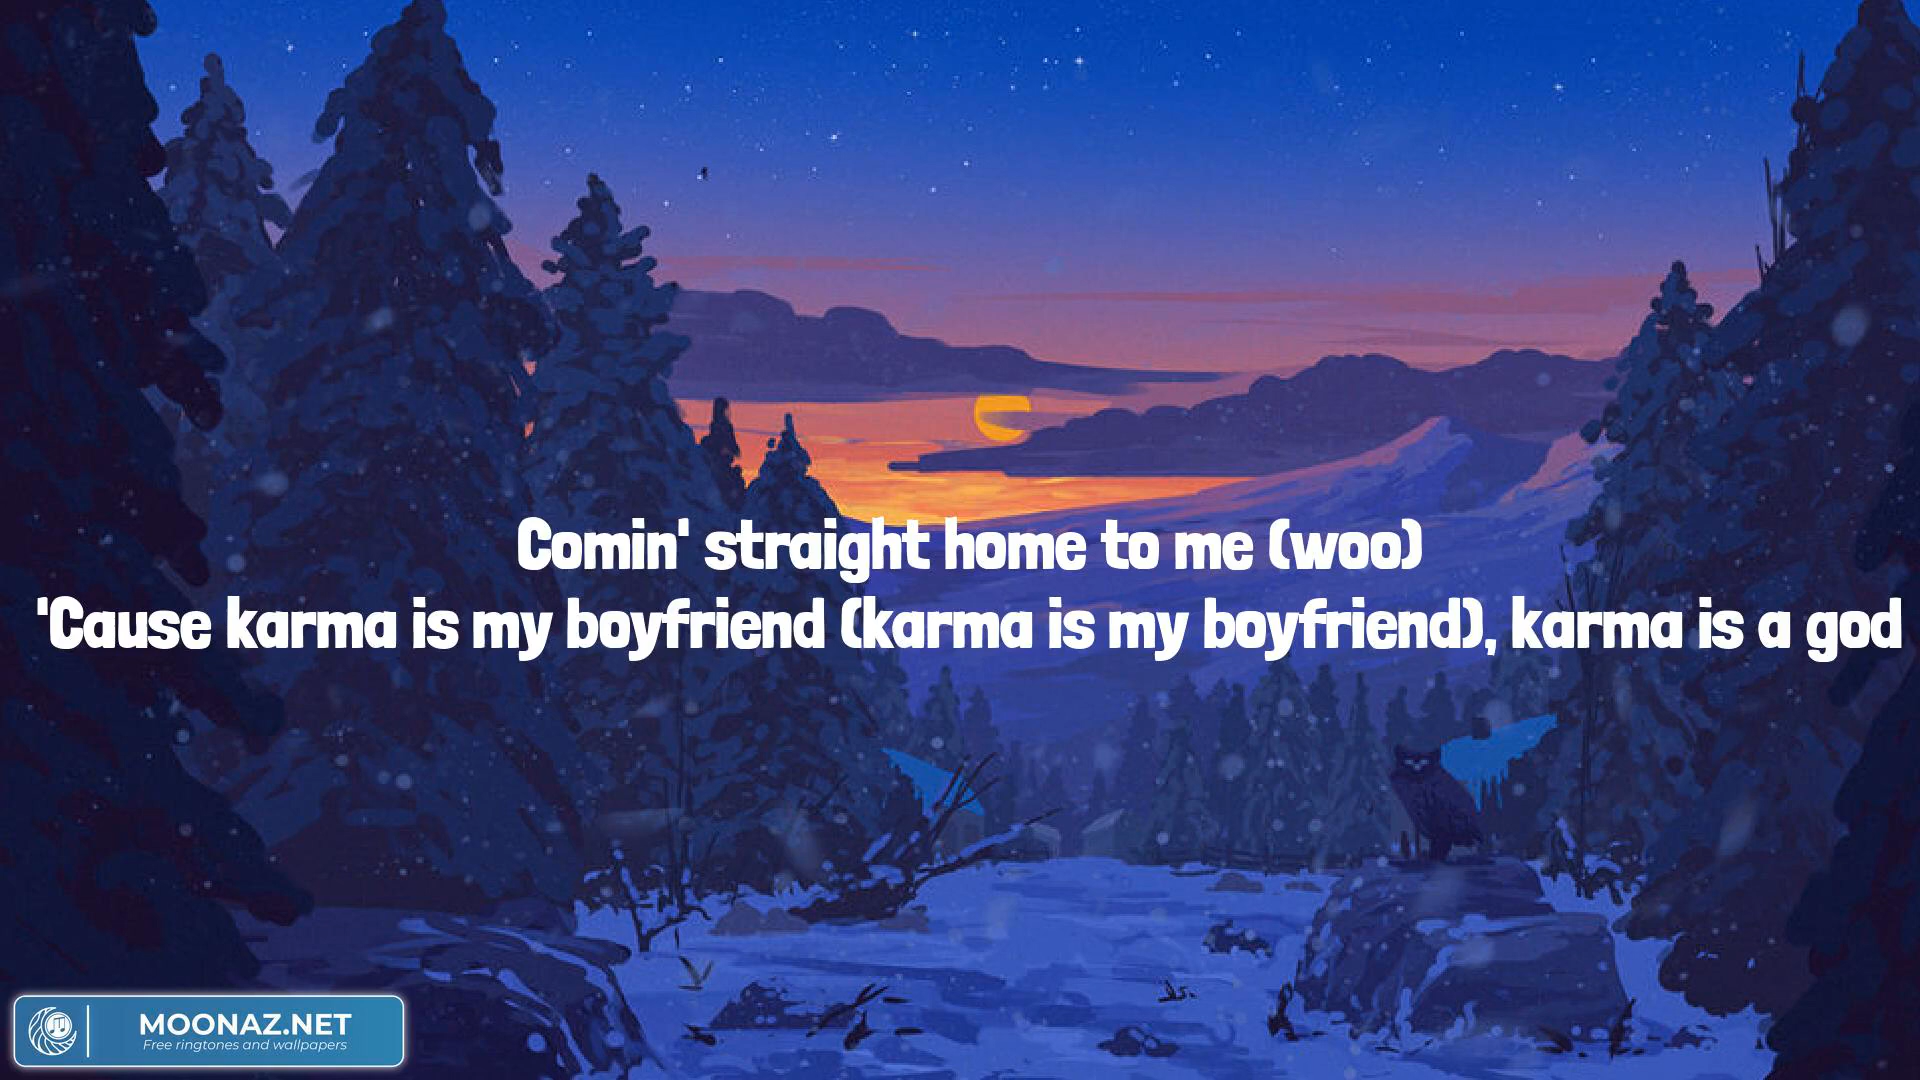 Comin' straight home to me (woo)
'Cause karma is my boyfriend (karma is my boyfriend), karma is a god
MOONAZ.NET
Free ringtones and wallpapers